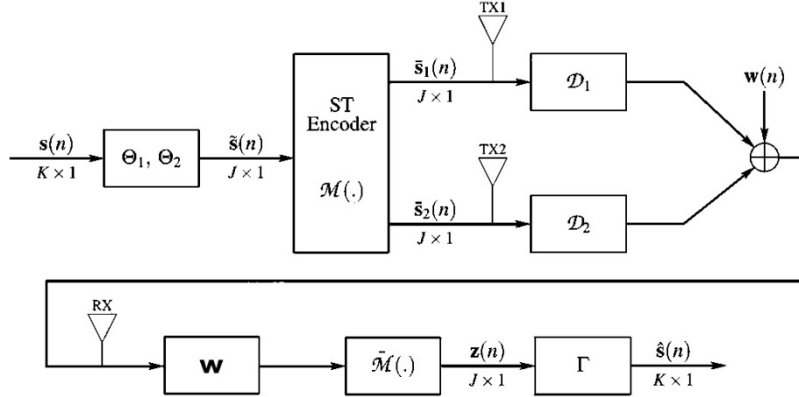 TX1
s̄₁(n)
J × 1
𝒟₁
w(n)
ST
Encoder
ℳ(.)
s(n)
K × 1
Θ₁, Θ₂
s̃(n)
J × 1
TX2
s̄₂(n)
J × 1
𝒟₂
RX
W
ℳ̄(.)
z(n)
J × 1
Γ
ŝ(n)
K × 1